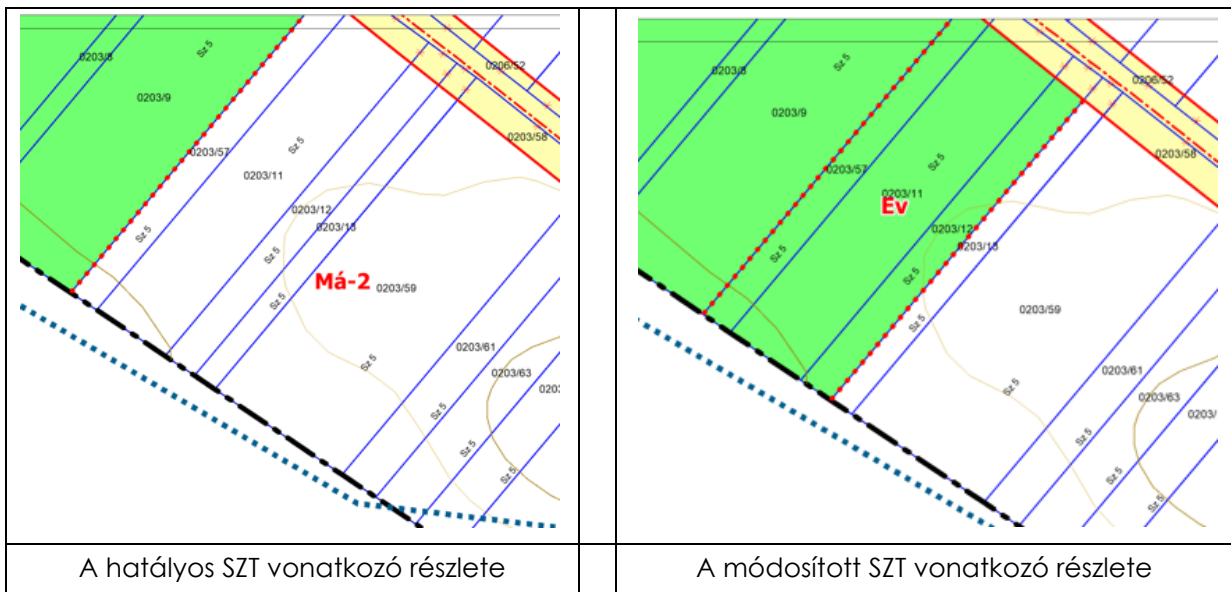 Sz 5
0203/8
0206/52
0203/9
0203/58
0203/57
Sz 5
0203/11
0203/12
0203/13
Sz 5
Sz 5
Má-2
0203/59
Sz 5
0203/61
Sz 5
0203/63
Sz 5
Sz 5
Sz 5
A hatályos SZT vonatkozó részlete
Sz 5
0203/8
0206/52
0203/9
0203/58
0203/57
Sz 5
0203/11
Ev
0203/12
0203/13
Sz 5
Sz 5
0203/59
Sz 5
0203/61
Sz 5
0203/63
Sz 5
0203/
Sz 5
Sz 5
A módosított SZT vonatkozó részlete